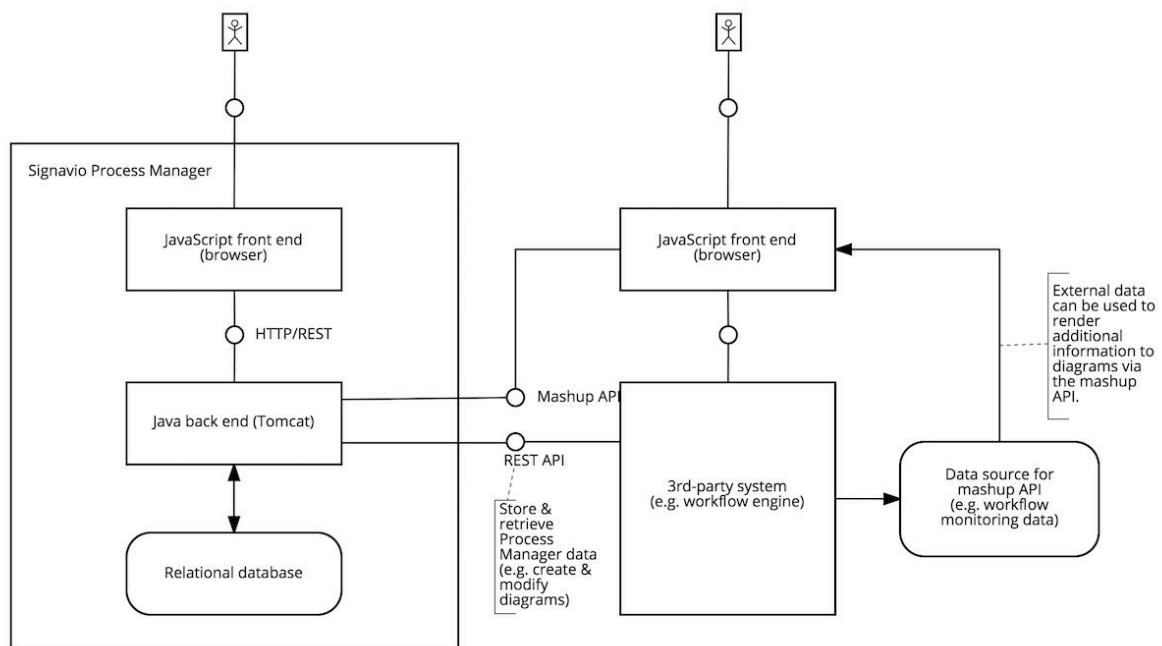 Signavio Process Manager
JavaScript front end
(browser)
HTTP/REST
Java back end (Tomcat)
Relational database
JavaScript front end
(browser)
Mashup API
REST API
Store &
retrieve
Process
Manager data
(e.g. create &
modify
diagrams)
3rd-party system
(e.g. workflow engine)
External data
can be used to
render
additional
information to
diagrams via
the mashup
API.
Data source for
mashup API
(e.g. workflow
monitoring data)